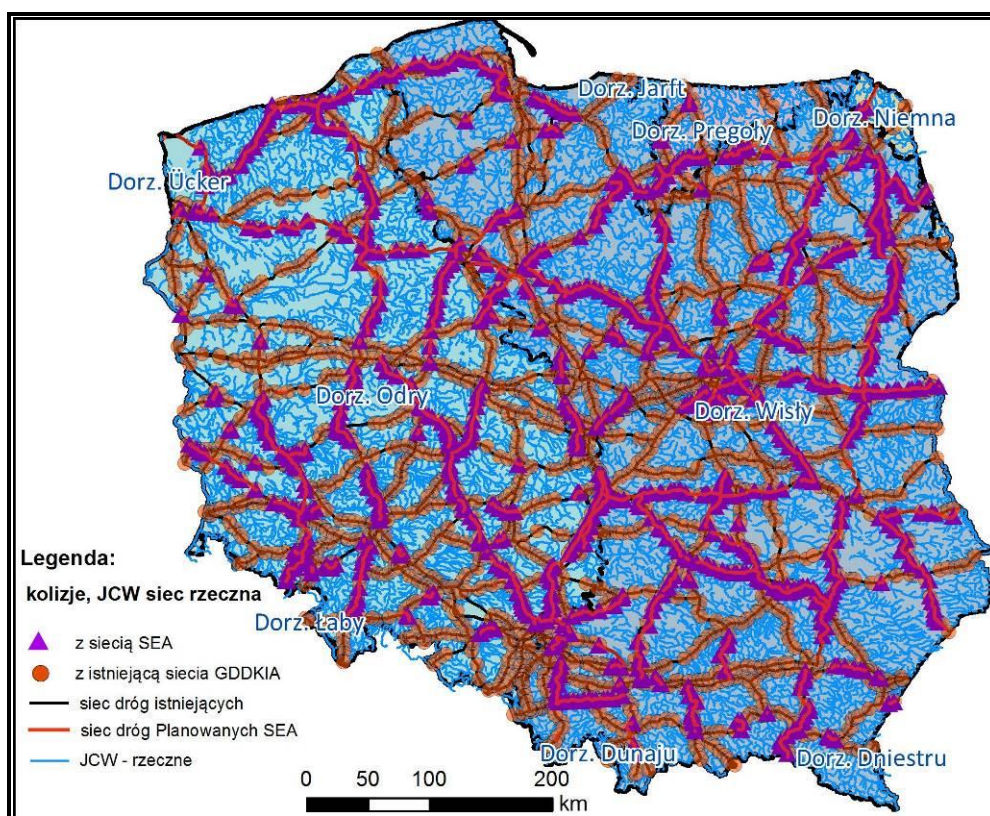 Dorz. Jarft
Dorz. Pregoły
Dorz. Niemna
Dorz. Ücker
Dorz. Odry
Dorz. Wisły
Legenda:
kolizje, JCW siec rzeczna
z siecią SEA
z istniejącą siecia GDDKIA
siec dróg istniejących
siec dróg Planowanych SEA
JCW - rzeczne
Dorz. Łaby
Dorz. Dunaju
Dorz. Dniestru
0 50 100 200
km